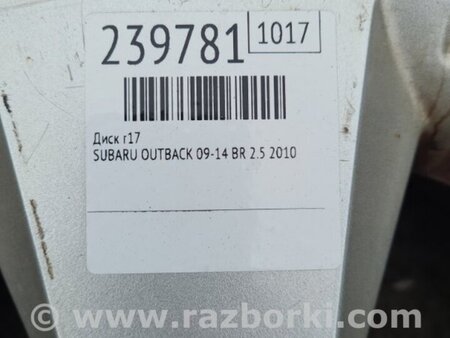 239781 1017
Диск r17
SUBARU OUTBACK 09-14 BR 2.5 2010
www.razborki.com